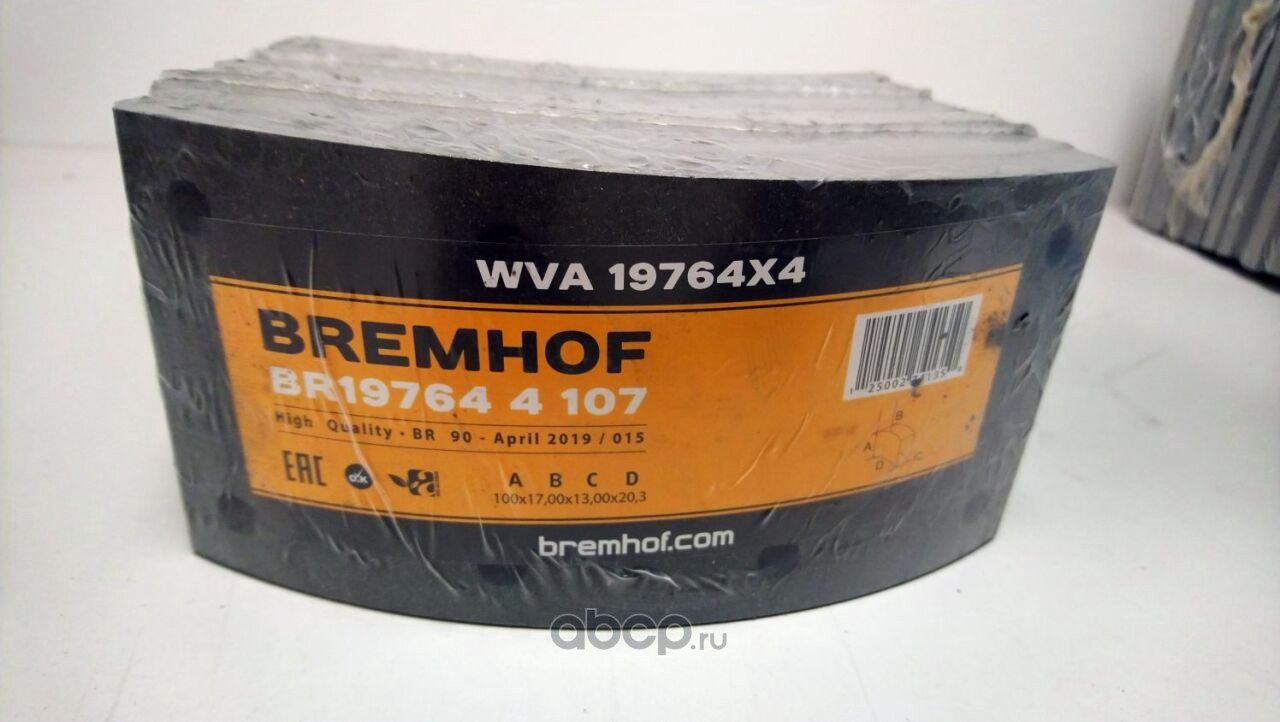 WVA 19764X4
BREMHOF
BR19764 4 107
High Quality - BR 90 - April 2019 / 015
EAC OK
A B C D
100x17,00x13,00x20,3
B
A
D C
bremhof.com
abcp.ru